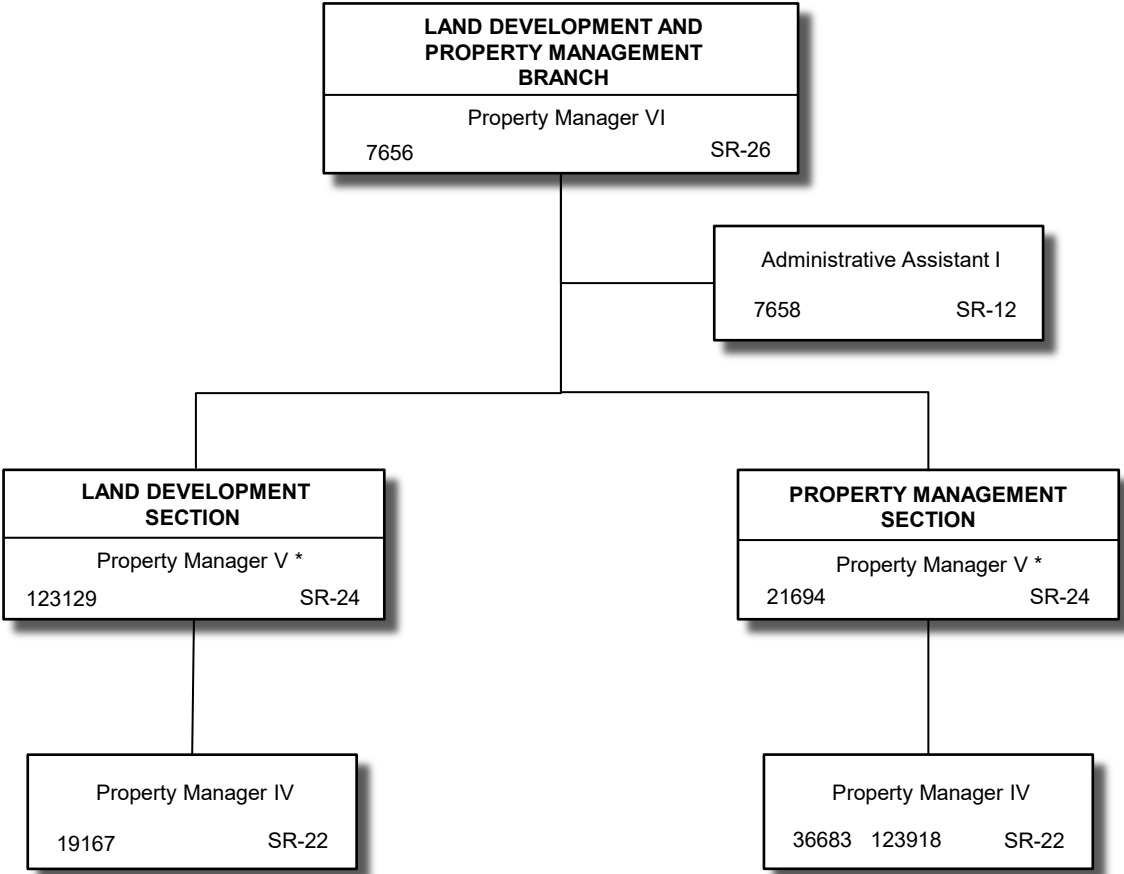 LAND DEVELOPMENT AND
PROPERTY MANAGEMENT
BRANCH
Property Manager VI
7656 SR-26
Administrative Assistant I
7658 SR-12
LAND DEVELOPMENT
SECTION
Property Manager V *
123129 SR-24
PROPERTY MANAGEMENT
SECTION
Property Manager V *
21694 SR-24
Property Manager IV
19167 SR-22
Property Manager IV
36683 123918 SR-22